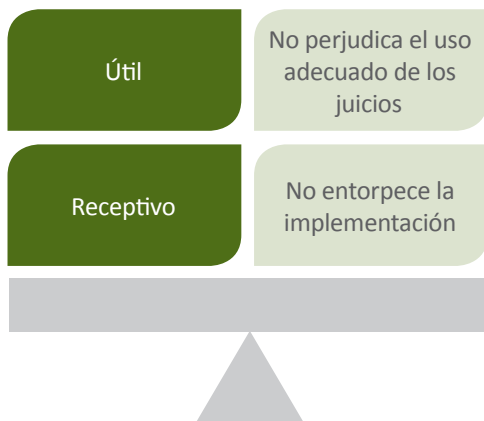 Útil
No perjudica el uso
adecuado de los
juicios
Receptivo
No entorpece la
implementación